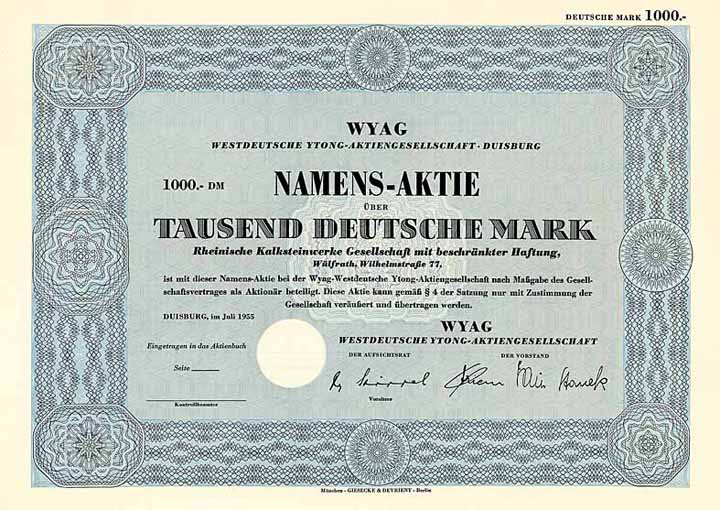 DEUTSCHE MARK 1000.-
WYAG
WESTDEUTSCHE YTONG-AKTIENGESELLSCHAFT · DUISBURG
1000.- DM NAMENS-AKTIE
ÜBER
TAUSEND DEUTSCHE MARK
Rheinische Kalksteinwerke Gesellschaft mit beschränkter Haftung,
Wülfrath, Wilhelmstraße 77,
ist mit dieser Namens-Aktie bei der Wyag-Westdeutsche Ytong-Aktiengesellschaft nach Maßgabe des Gesell-
schaftsvertrages als Aktionär beteiligt. Diese Aktie kann gemäß § 4 der Satzung nur mit Zustimmung der
Gesellschaft veräußert und übertragen werden.
DUISBURG, im Juli 1955
WYAG
WESTDEUTSCHE YTONG-AKTIENGESELLSCHAFT
Eingetragen in das Aktienbuch
DER AUFSICHTSRAT DER VORSTAND
Seite
Vorsitzer
Kontrollbeamter
München - GIESECKE & DEVRIENT - Berlin